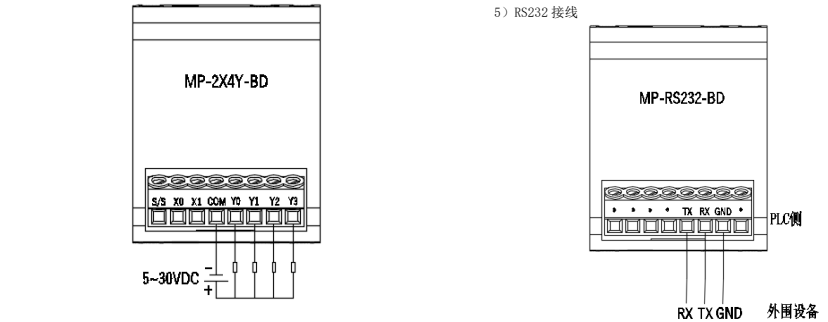 5）RS232 接线
MP-2X4Y-BD
S/S X0 X1 COM Y0 Y1 Y2 Y3
5~30VDC
-
+
MP-RS232-BD
TX RX GND
PLC侧
RX TX GND 外围设备